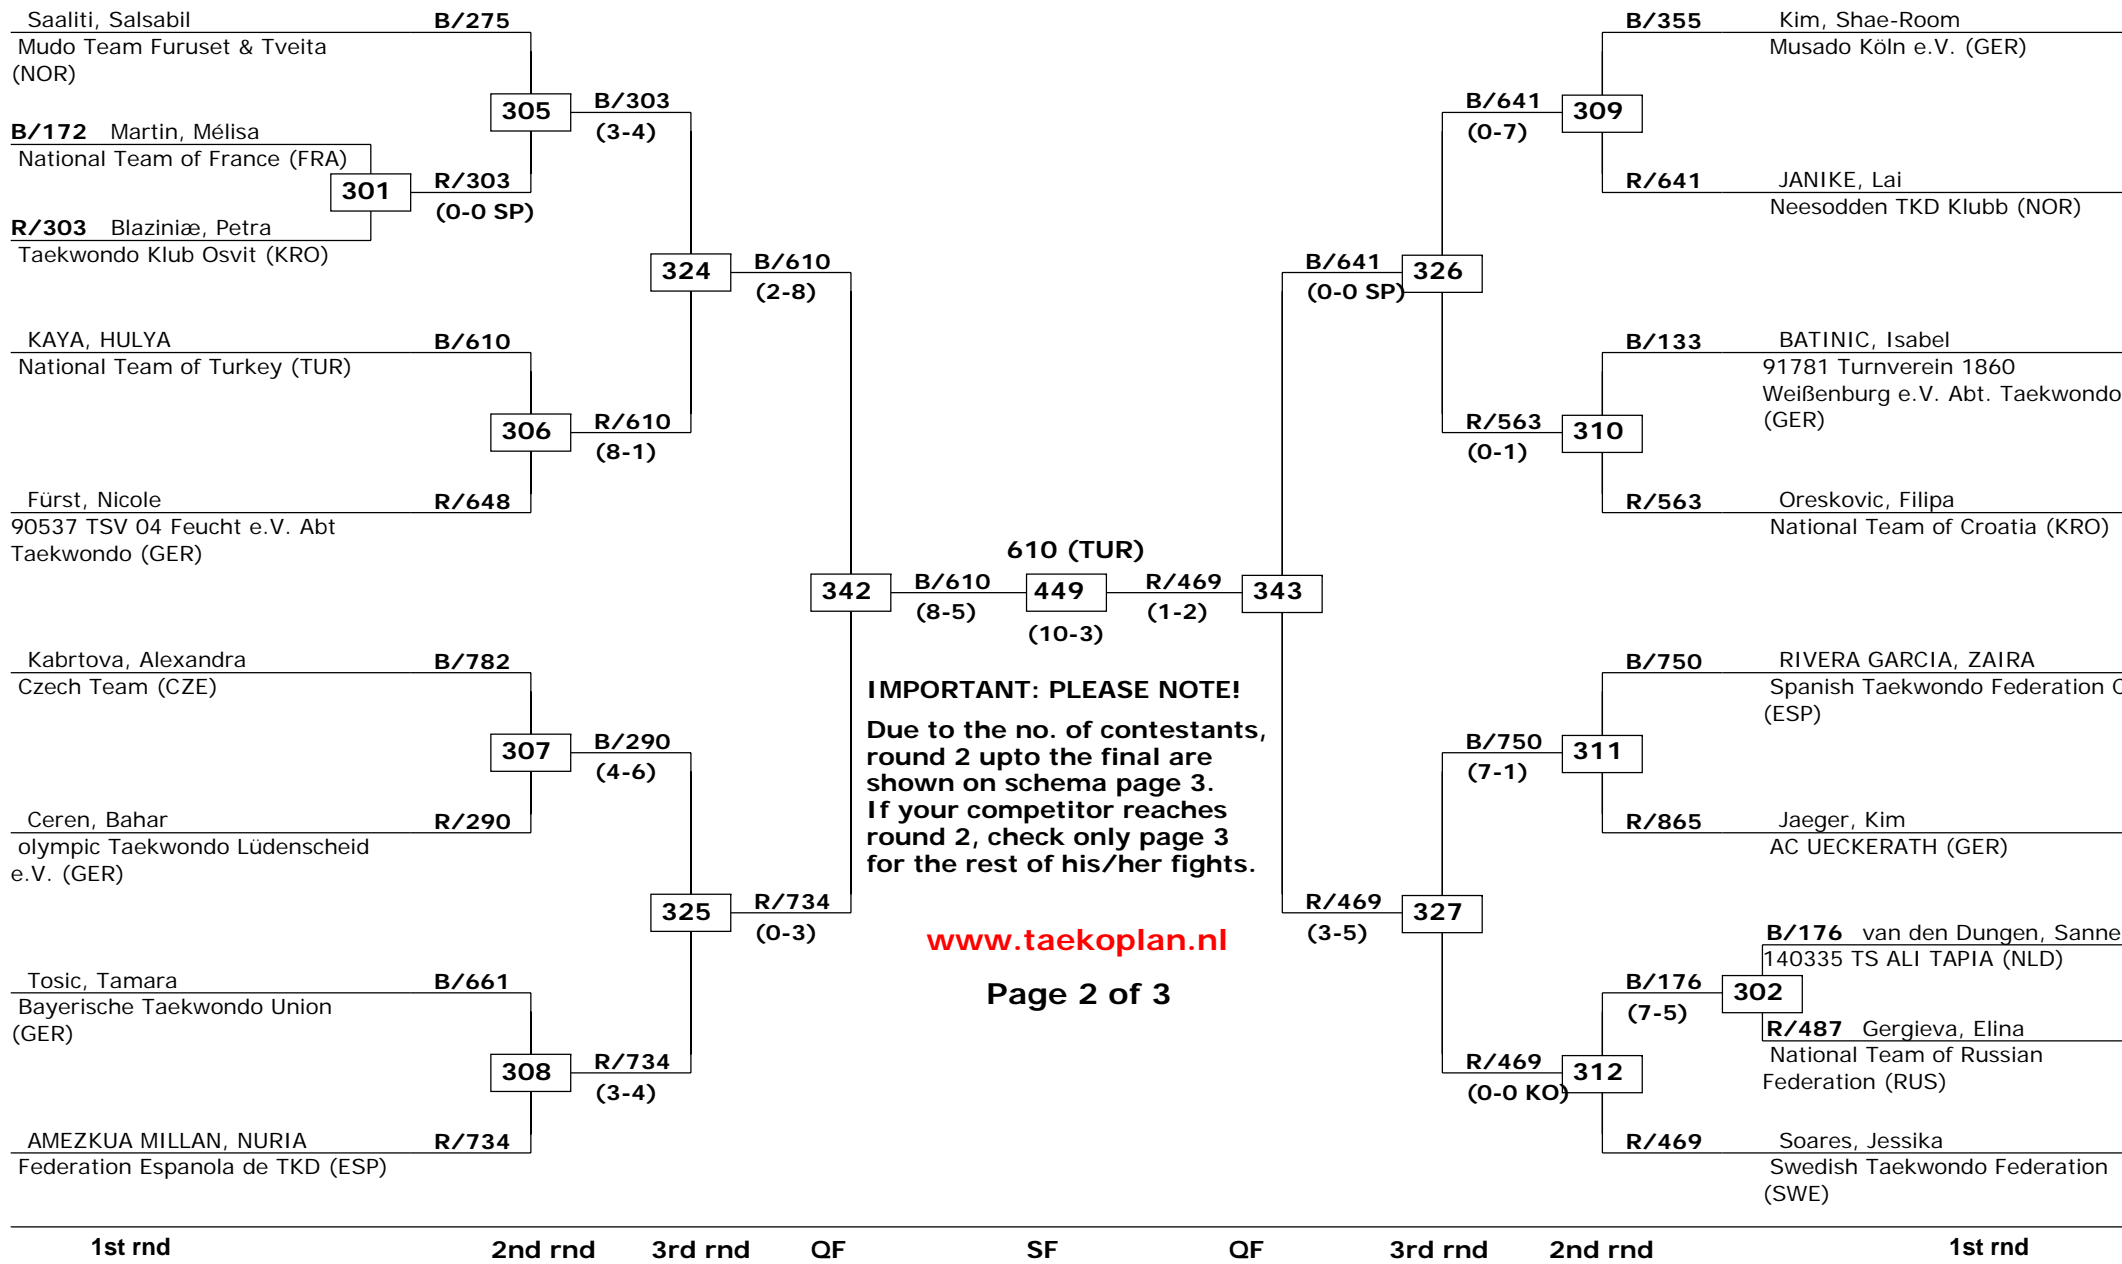 Saaliti, Salsabil B/275
Mudo Team Furuset & Tveita
(NOR)
305
B/303
(3-4)
B/172 Martin, Mélisa
National Team of France (FRA)
301
R/303
(0-0 SP)
R/303 Blaziniæ, Petra
Taekwondo Klub Osvit (KRO)
324
B/610
(2-8)
KAYA, HULYA B/610
National Team of Turkey (TUR)
306
R/610
(8-1)
Fürst, Nicole R/648
90537 TSV 04 Feucht e.V. Abt
Taekwondo (GER)
342
B/610
(8-5)
Kabrtova, Alexandra B/782
Czech Team (CZE)
307
B/290
(4-6)
Ceren, Bahar R/290
olympic Taekwondo Lüdenscheid
e.V. (GER)
325
R/734
(0-3)
Tosic, Tamara B/661
Bayerische Taekwondo Union
(GER)
308
R/734
(3-4)
AMEZKUA MILLAN, NURIA R/734
Federation Espanola de TKD (ESP)
610 (TUR)
449
(10-3)
IMPORTANT: PLEASE NOTE!
Due to the no. of contestants,
round 2 upto the final are
shown on schema page 3.
If your competitor reaches
round 2, check only page 3
for the rest of his/her fights.
www.taekoplan.nl
Page 2 of 3
R/469
(1-2)
343
B/355 Kim, Shae-Room
Musado Köln e.V. (GER)
B/641
(0-7)
309
R/641 JANIKE, Lai
Neesodden TKD Klubb (NOR)
B/641
(0-0 SP)
326
B/133 BATINIC, Isabel
91781 Turnverein 1860
Weißenburg e.V. Abt. Taekwondo
(GER)
R/563
(0-1)
310
R/563 Oreskovic, Filipa
National Team of Croatia (KRO)
B/750 RIVERA GARCIA, ZAIRA
Spanish Taekwondo Federation
(ESP)
B/750
(7-1)
311
R/865 Jaeger, Kim
AC UECKERATH (GER)
R/469
(3-5)
327
B/176 van den Dungen, Sanne
140335 TS ALI TAPIA (NLD)
B/176
(7-5)
302
R/487 Gergieva, Elina
National Team of Russian
Federation (RUS)
R/469
(0-0 KO)
312
R/469 Soares, Jessika
Swedish Taekwondo Federation
(SWE)
1st rnd 2nd rnd 3rd rnd QF SF QF 3rd rnd 2nd rnd 1st rnd